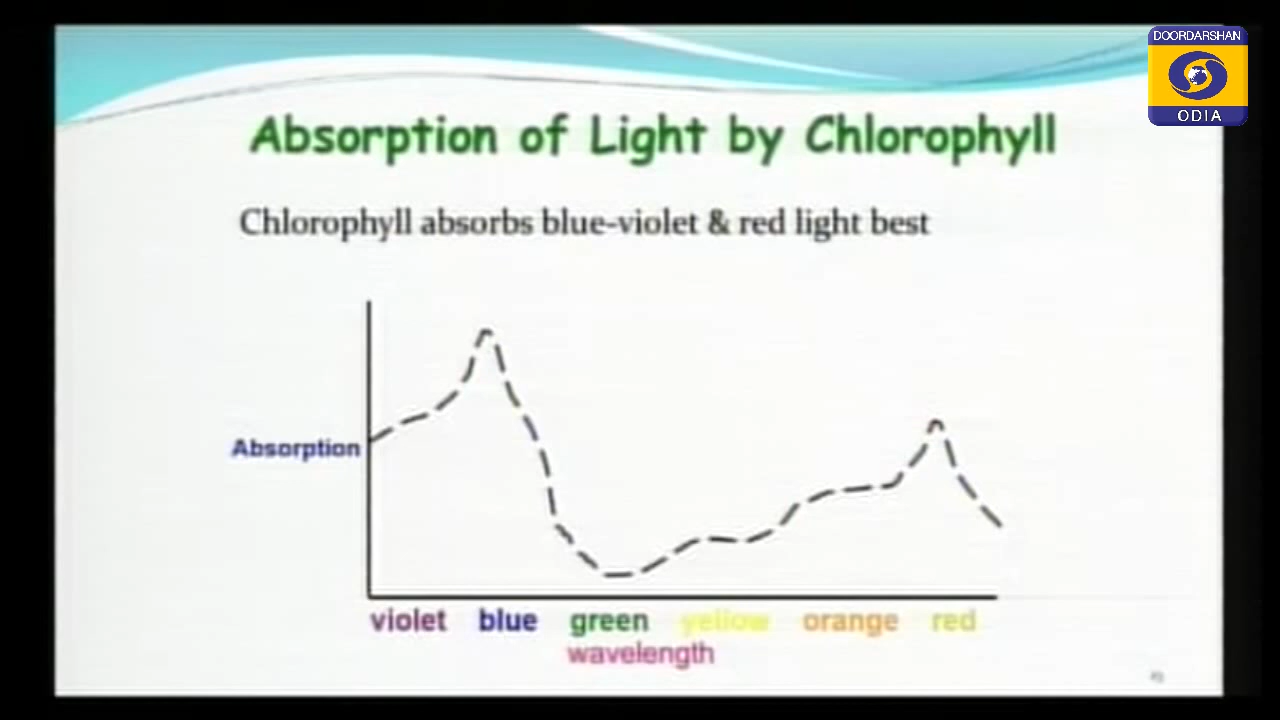 DOORDARSHAN
ODIA
Absorption of Light by Chlorophyll
Chlorophyll absorbs blue-violet & red light best
Absorption
violet blue green yellow orange red
wavelength